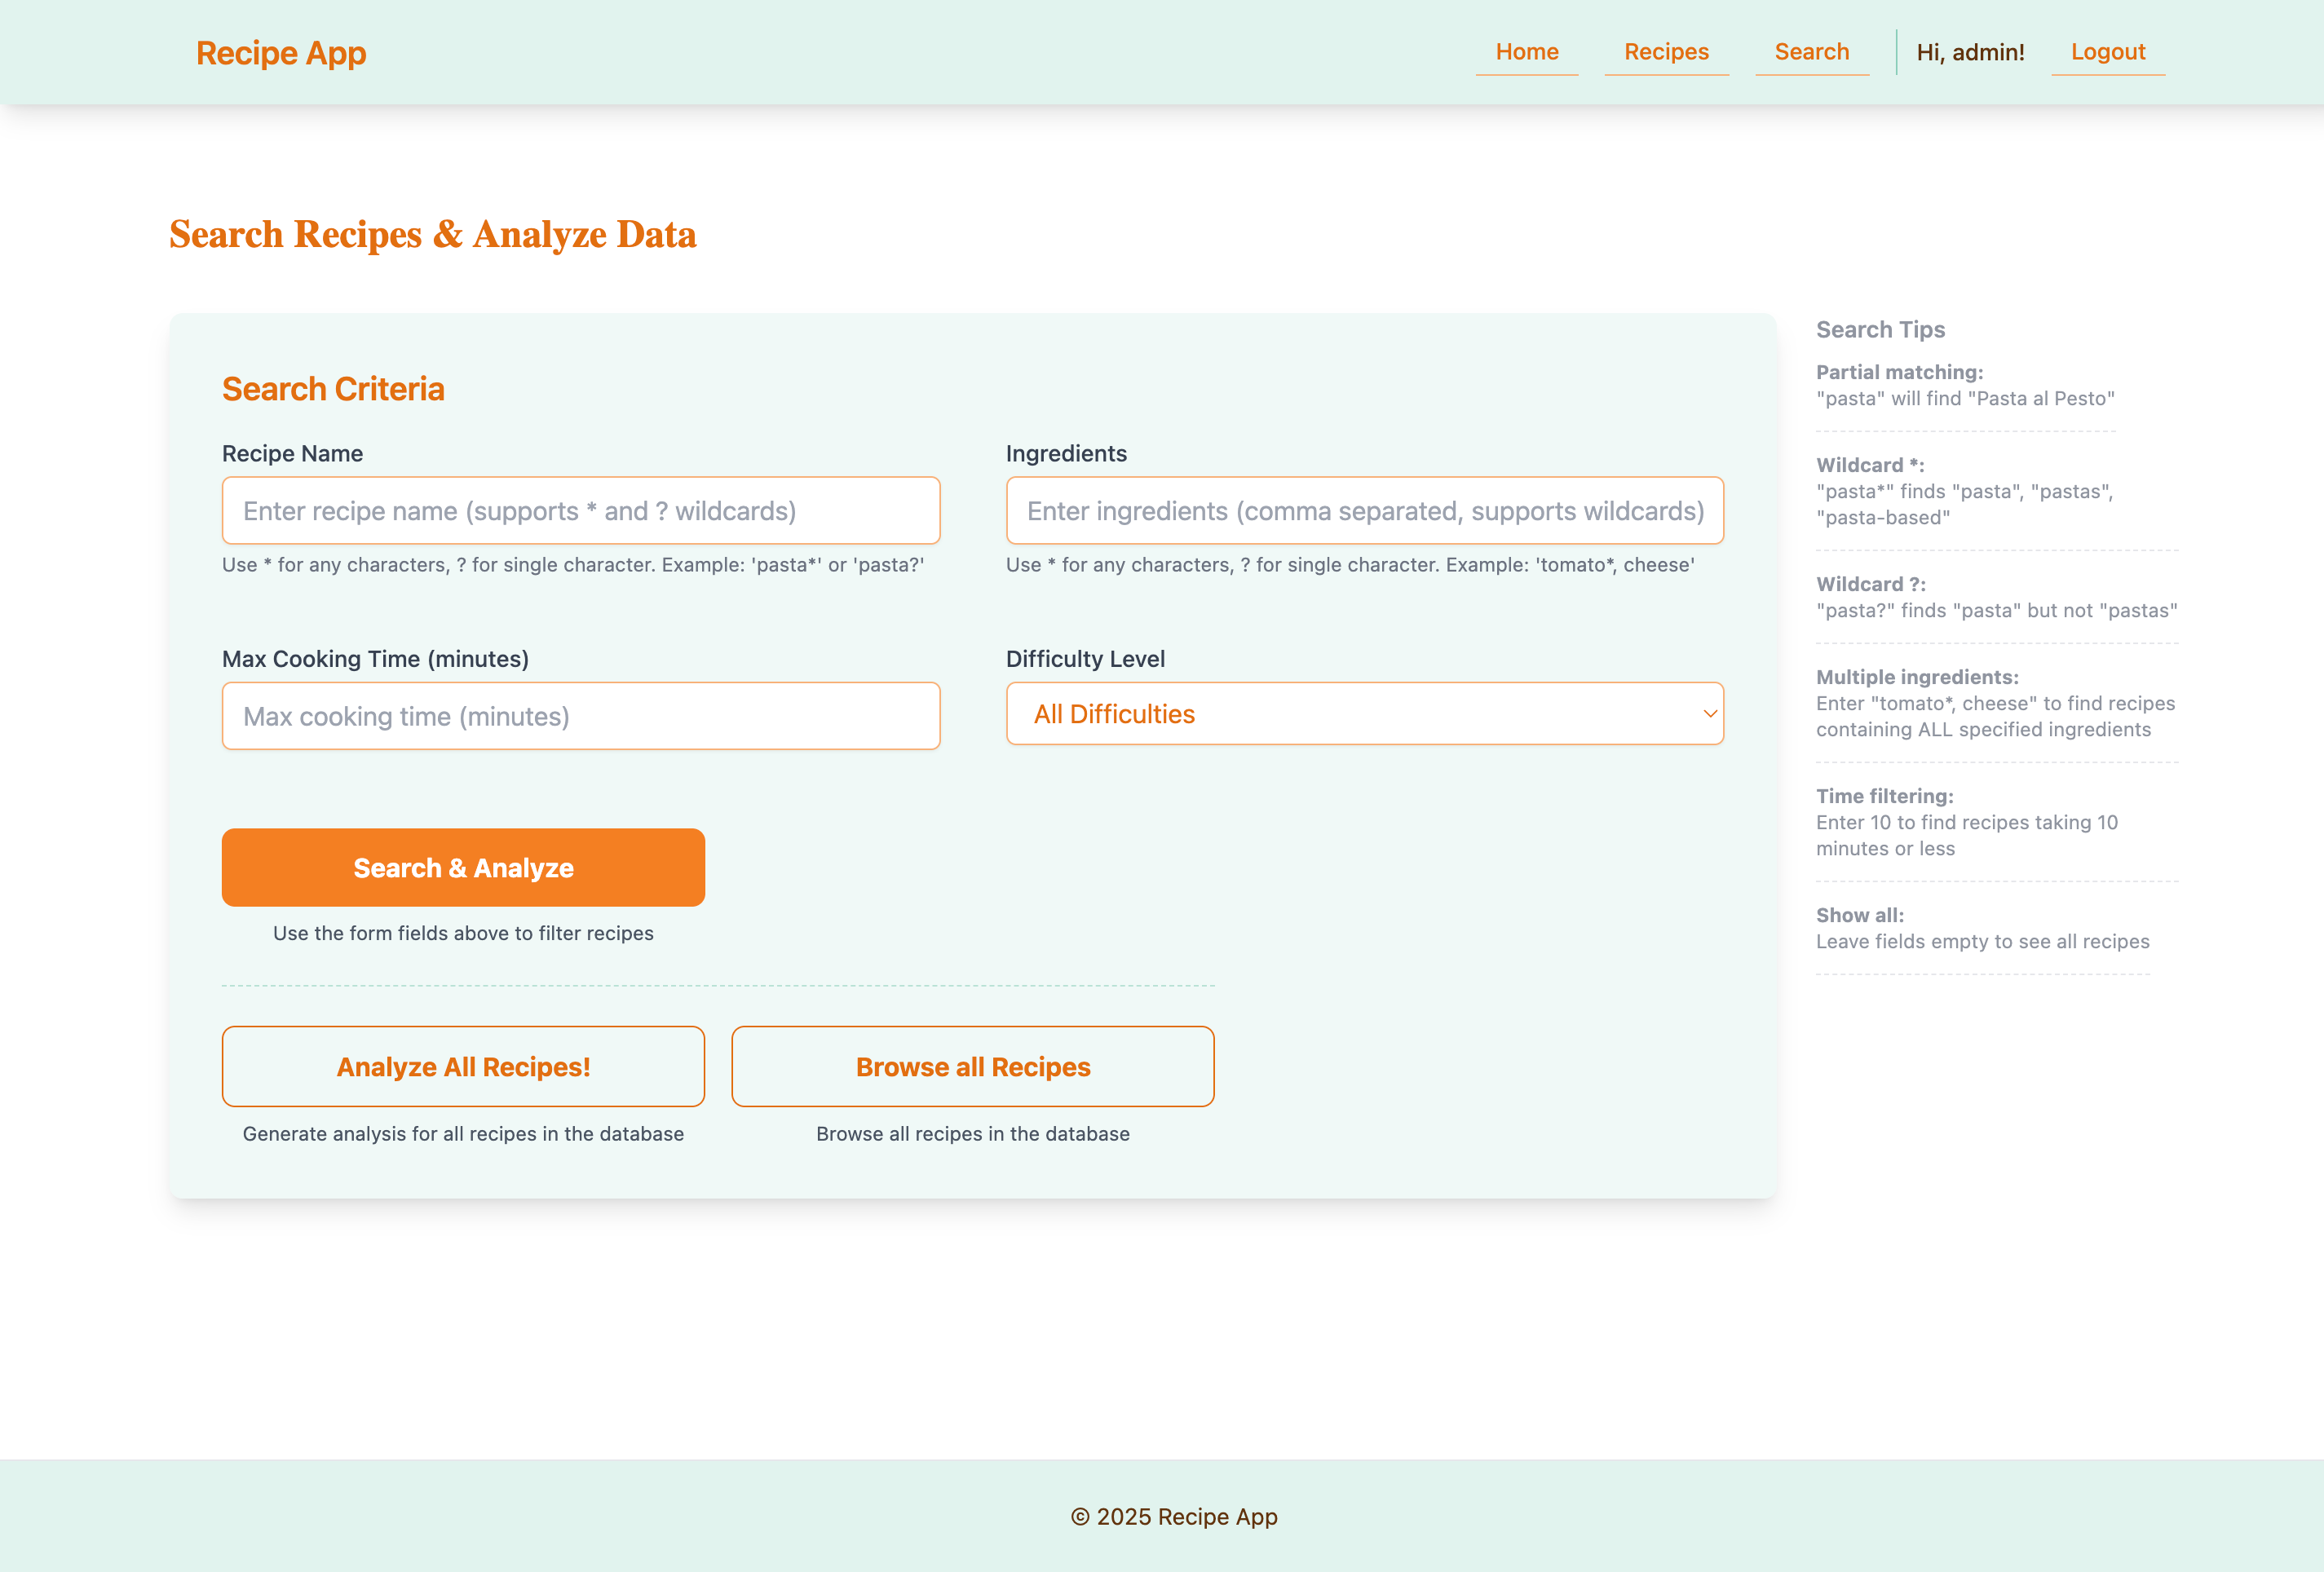 Recipe App
Home
Recipes
Search
Hi, admin!
Logout
Search Recipes & Analyze Data
Search Criteria
Recipe Name
Enter recipe name (supports * and ? wildcards)
Use * for any characters, ? for single character. Example: 'pasta*' or 'pasta?'
Ingredients
Enter ingredients (comma separated, supports wildcards)
Use * for any characters, ? for single character. Example: 'tomato*, cheese'
Max Cooking Time (minutes)
Max cooking time (minutes)
Difficulty Level
All Difficulties
Search & Analyze
Use the form fields above to filter recipes
Analyze All Recipes!
Generate analysis for all recipes in the database
Browse all Recipes
Browse all recipes in the database
Search Tips
Partial matching:
"pasta" will find "Pasta al Pesto"
Wildcard *:
"pasta*" finds "pasta", "pastas",
"pasta-based"
Wildcard ?:
"pasta?" finds "pasta" but not "pastas"
Multiple ingredients:
Enter "tomato*, cheese" to find recipes
containing ALL specified ingredients
Time filtering:
Enter 10 to find recipes taking 10
minutes or less
Show all:
Leave fields empty to see all recipes
© 2025 Recipe App